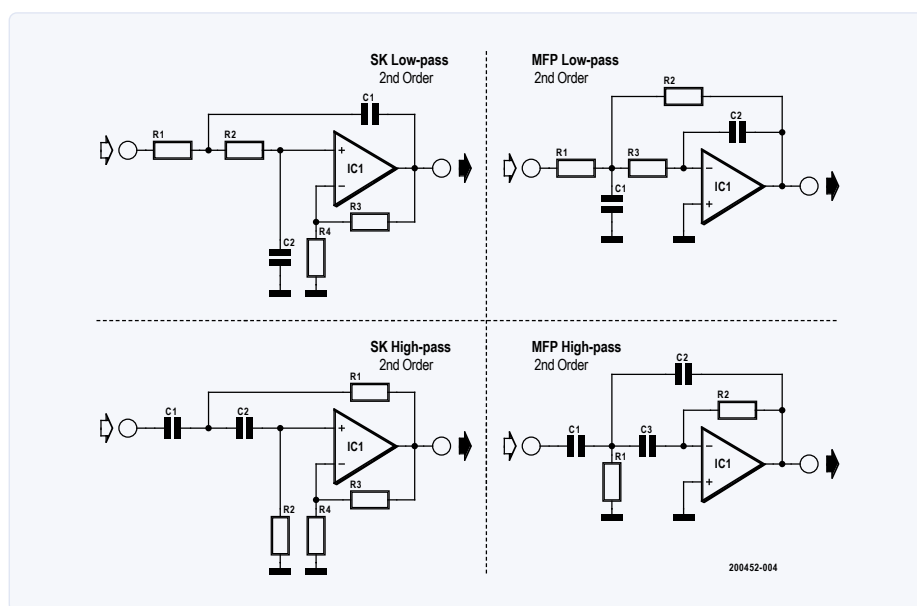 SK Low-pass
2nd Order
C1
R1
R2
+
IC1
−
R3
R4
C2
MFP Low-pass
2nd Order
R2
C2
R1
R3
−
IC1
C1
+
SK High-pass
2nd Order
R1
C1
C2
+
IC1
−
R3
R2
R4
MFP High-pass
2nd Order
C2
R2
C1
C3
−
R1
IC1
+
200452-004